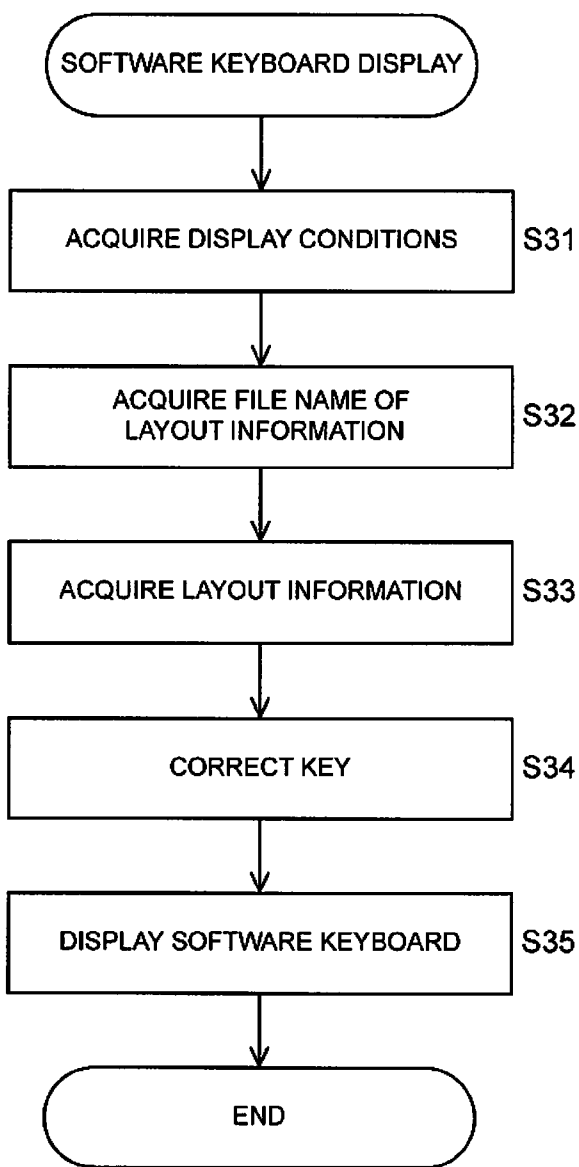 SOFTWARE KEYBOARD DISPLAY
ACQUIRE DISPLAY CONDITIONS S31
ACQUIRE FILE NAME OF
LAYOUT INFORMATION S32
ACQUIRE LAYOUT INFORMATION S33
CORRECT KEY S34
DISPLAY SOFTWARE KEYBOARD S35
END